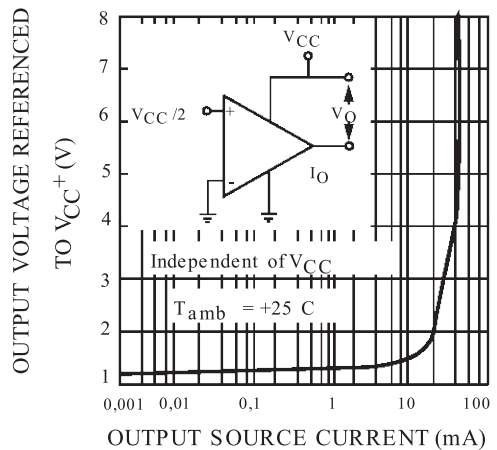 OUTPUT VOLTAGE REFERENCED
TO VCC+ (V)
8
7
6
5
4
3
2
1
VCC
VCC /2
+
-
VO
IO
Independent of VCC
Tamb = +25 C
0,001 0,01 0,1 1 10 100
OUTPUT SOURCE CURRENT (mA)